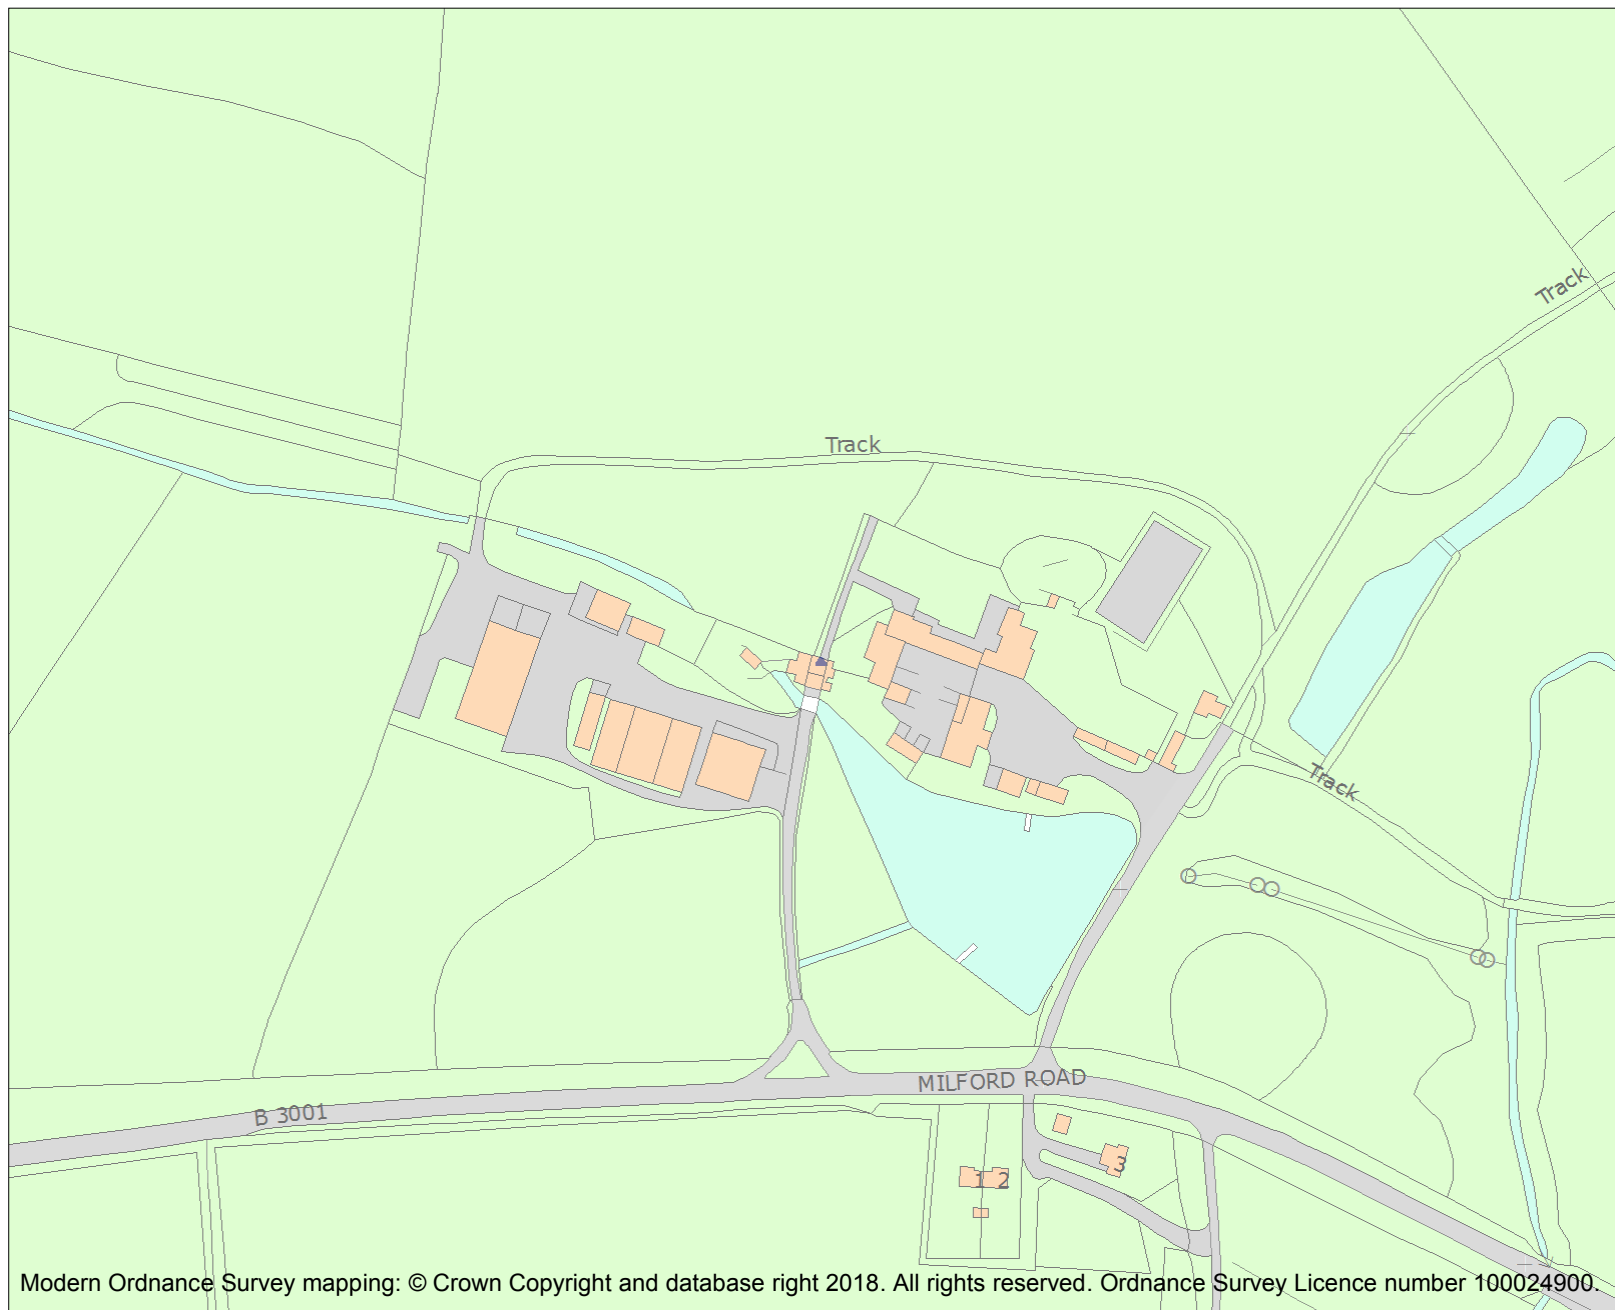 Track
Track
Track
MILFORD ROAD
B 3001
3
1 2
Modern Ordnance Survey mapping: © Crown Copyright and database right 2018. All rights reserved. Ordnance Survey Licence number 100024900.